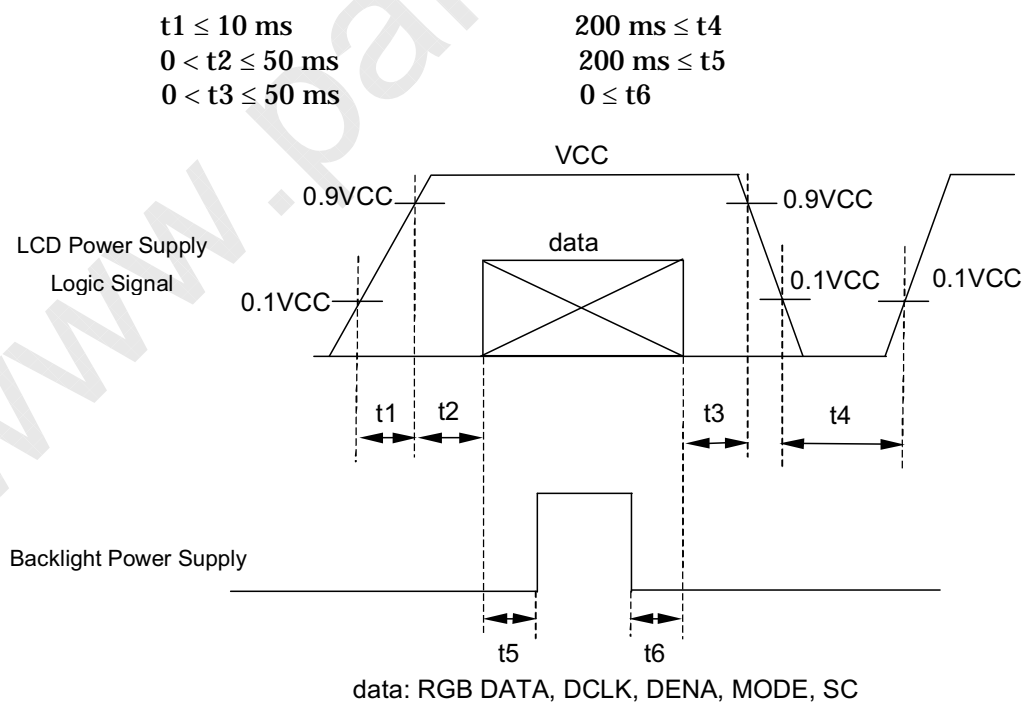 t1 ≤ 10 ms 200 ms ≤ t4
0 < t2 ≤ 50 ms 200 ms ≤ t5
0 < t3 ≤ 50 ms 0 ≤ t6
VCC
0.9VCC 0.9VCC
LCD Power Supply
Logic Signal
data
0.1VCC 0.1VCC 0.1VCC
t1 t2 t3 t4
Backlight Power Supply
t5 t6
data: RGB DATA, DCLK, DENA, MODE, SC
www.pa